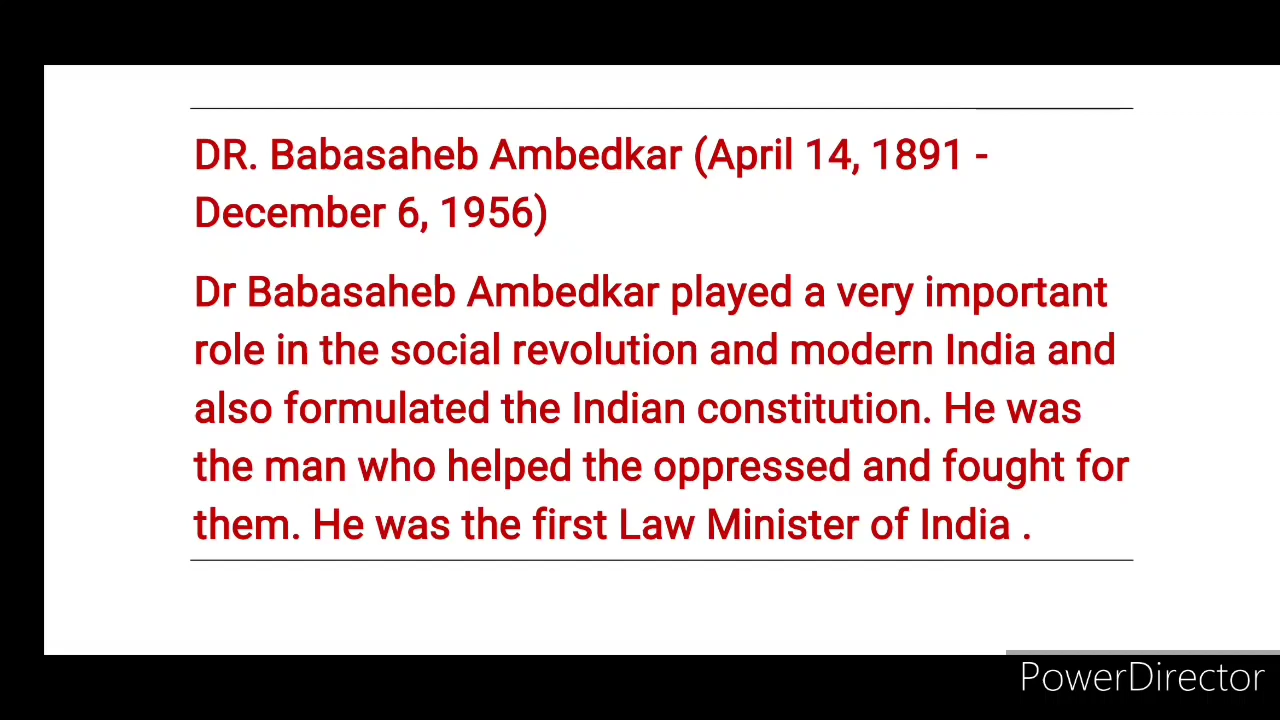 DR. Babasaheb Ambedkar (April 14, 1891 -
December 6, 1956)
Dr Babasaheb Ambedkar played a very important
role in the social revolution and modern India and
also formulated the Indian constitution. He was
the man who helped the oppressed and fought for
them. He was the first Law Minister of India .
PowerDirector